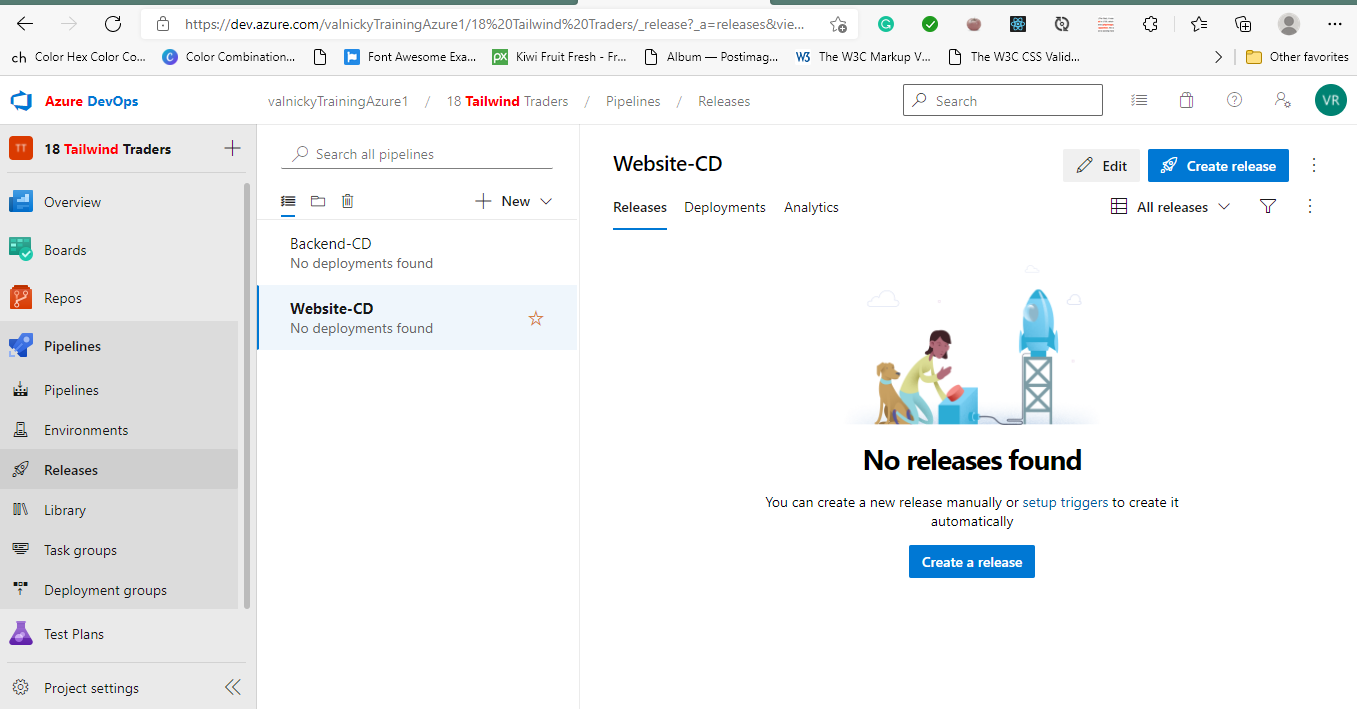 https://dev.azure.com/valnickyTrainingAzure1/18%20Tailwind%20Traders/_release?_a=releases&vie...
ch Color Hex Color Co...
C Color Combination...
Font Awesome Exa...
px Kiwi Fruit Fresh - Fr...
Album — Postimag...
W3 The W3C Markup V...
The W3C CSS Valid...
Other favorites
Azure DevOps
valnickyTrainingAzure1 / 18 Tailwind Traders / Pipelines / Releases
Search
VR
TT 18 Tailwind Traders
Overview
Boards
Repos
Pipelines
Pipelines
Environments
Releases
Library
Task groups
Deployment groups
Test Plans
Project settings
Search all pipelines
New
Backend-CD
No deployments found
Website-CD
No deployments found
Website-CD
Edit
Create release
Releases
Deployments
Analytics
All releases
No releases found
You can create a new release manually or setup triggers to create it
automatically
Create a release